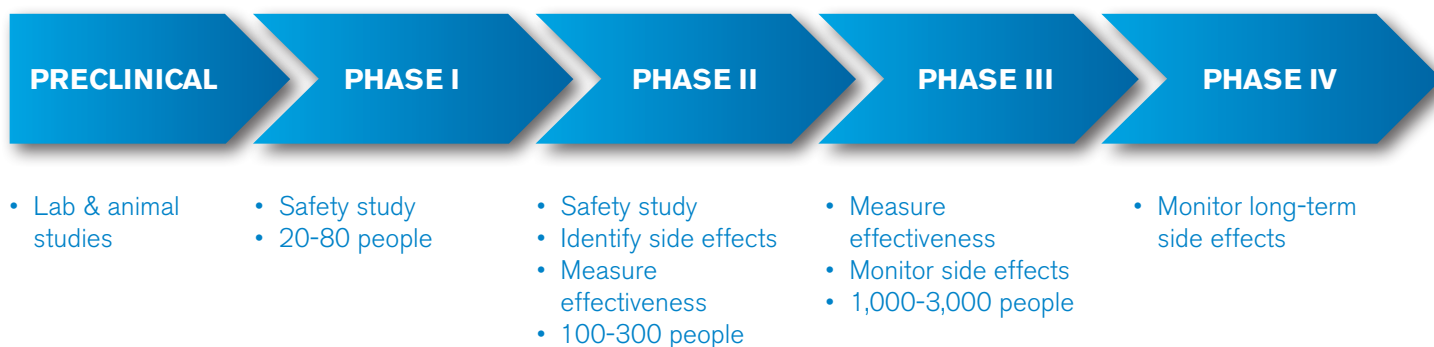 PRECLINICAL
PHASE I
PHASE II
PHASE III
PHASE IV
• Lab & animal
studies
• Safety study
• 20-80 people
• Safety study
• Identify side effects
• Measure
effectiveness
• 100-300 people
• Measure
effectiveness
• Monitor side effects
• 1,000-3,000 people
• Monitor long-term
side effects